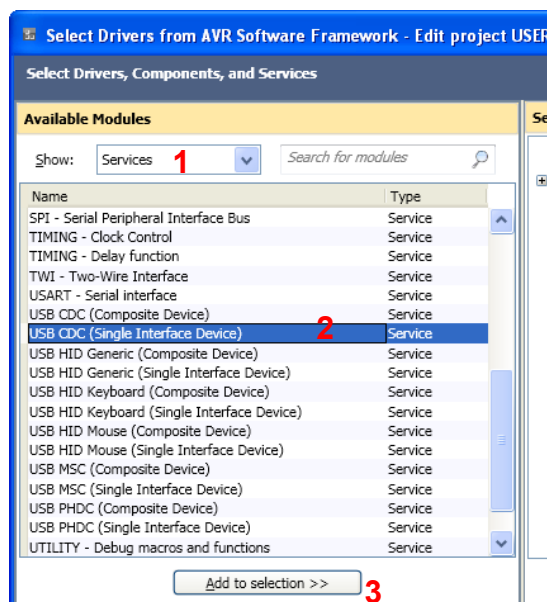 Select Drivers from AVR Software Framework - Edit project USER
Select Drivers, Components, and Services
Available Modules
Se
Show: Services 1 Search for modules
Name Type
SPI - Serial Peripheral Interface Bus Service
TIMING - Clock Control Service
TIMING - Delay function Service
TWI - Two-Wire Interface Service
USART - Serial interface Service
USB CDC (Composite Device) Service
USB CDC (Single Interface Device) 2 Service
USB HID Generic (Composite Device) Service
USB HID Generic (Single Interface Device) Service
USB HID Keyboard (Composite Device) Service
USB HID Keyboard (Single Interface Device) Service
USB HID Mouse (Composite Device) Service
USB HID Mouse (Single Interface Device) Service
USB MSC (Composite Device) Service
USB MSC (Single Interface Device) Service
USB PHDC (Composite Device) Service
USB PHDC (Single Interface Device) Service
UTILITY - Debug macros and functions Service
Add to selection >> 3